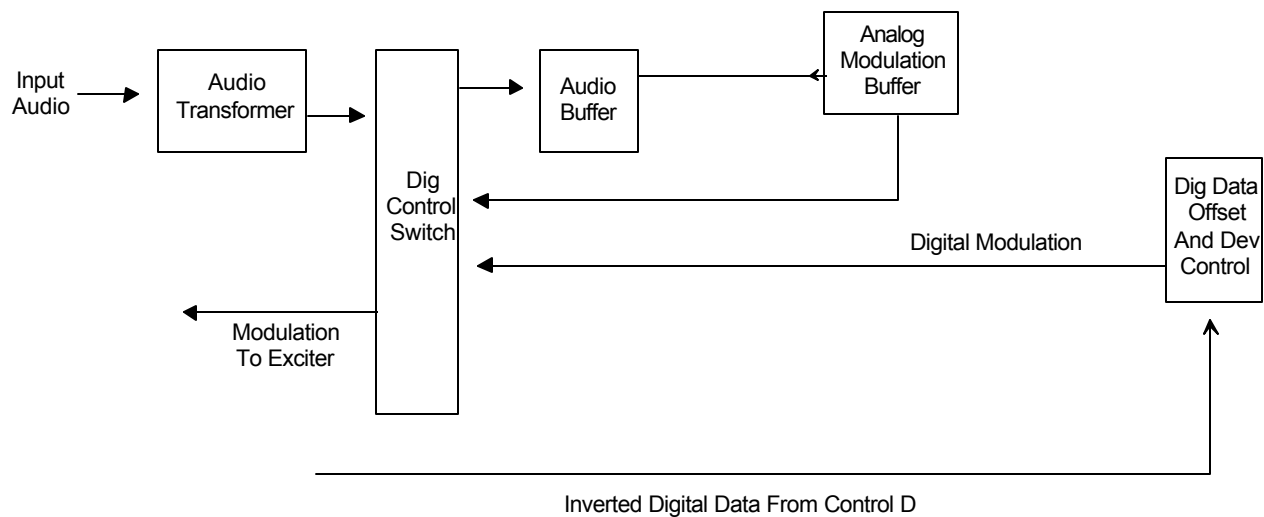 Input
Audio
Audio
Transformer
Dig
Control
Switch
Audio
Buffer
Analog
Modulation
Buffer
Dig Data
Offset
And Dev
Control
Digital Modulation
Modulation
To Exciter
Inverted Digital Data From Control D